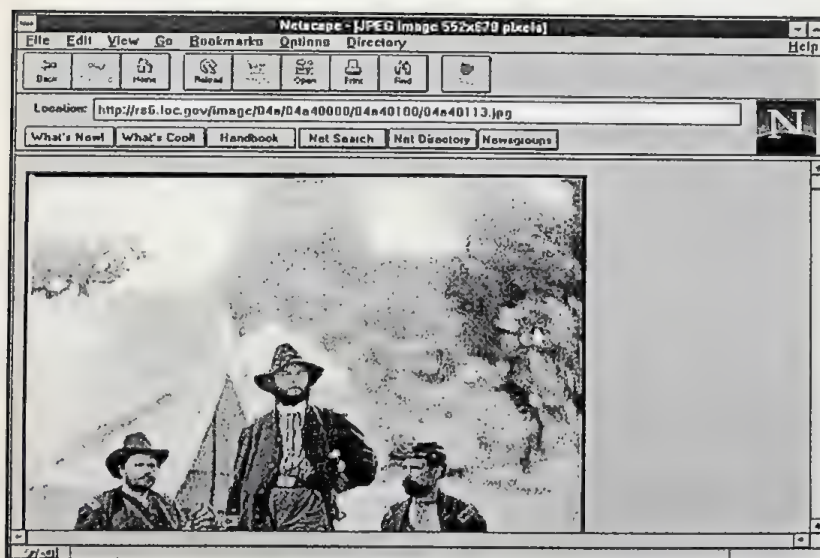 Netscape - [JPEG Image 552x679 pixels]
File Edit View Go Bookmarks Options Directory Help
Back Home Reload Open Print Find
Location: http://rs6.loc.gov/image/04a/04a40000/04a40100/04a40113.jpg
What's New! What's Cool! Handbook Net Search Net Directory Newsgroups
N